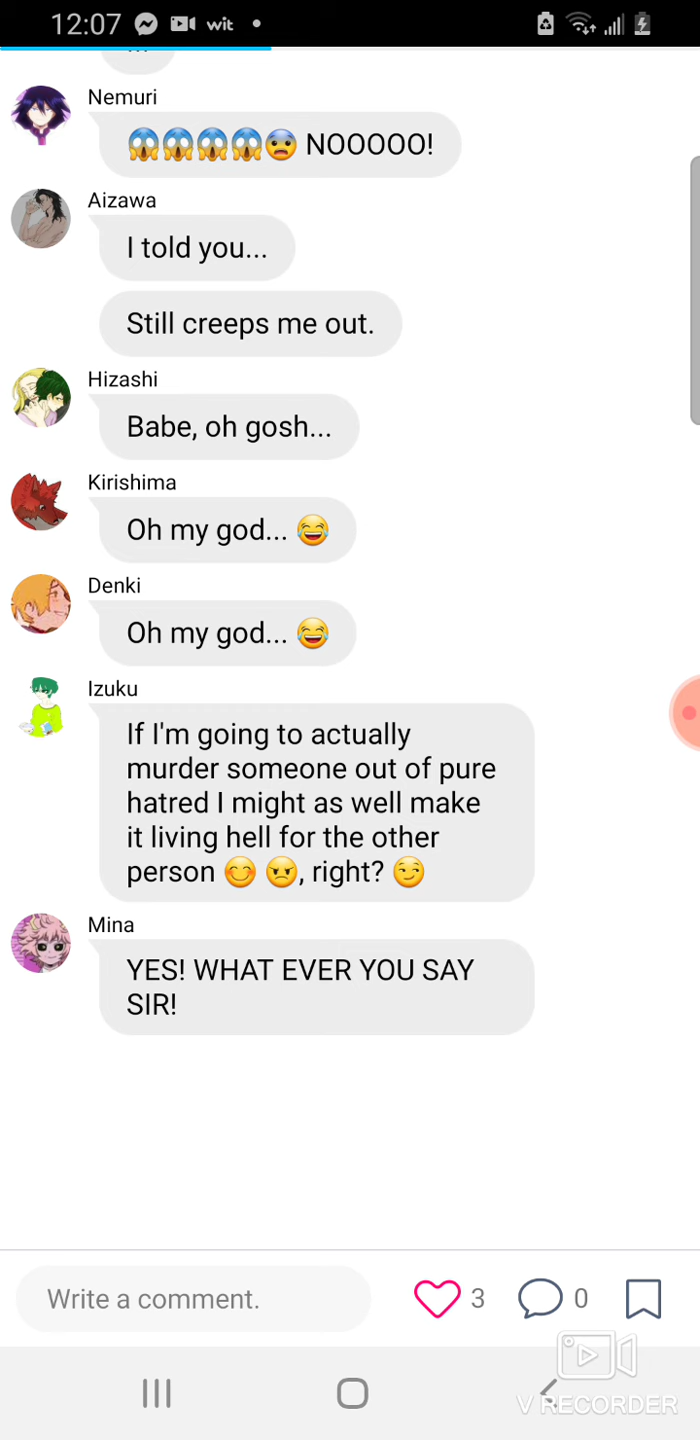 12:07 wit
...
Nemuri
😱😱😱😱😨 NOOOOO!
Aizawa
I told you...
Still creeps me out.
Hizashi
Babe, oh gosh...
Kirishima
Oh my god... 😂
Denki
Oh my god... 😂
Izuku
If I'm going to actually
murder someone out of pure
hatred I might as well make
it living hell for the other
person 😊 😠, right? 😏
Mina
YES! WHAT EVER YOU SAY
SIR!
Write a comment. 3 0
V RECORDER